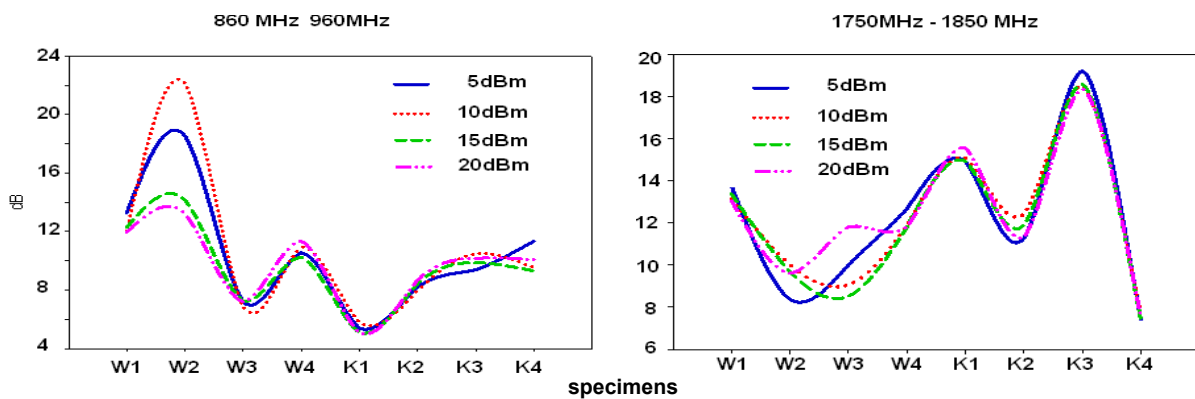 860 MHz 960MHz
24
20
16
12
8
4
dB
5dBm
10dBm
15dBm
20dBm
W1 W2 W3 W4 K1 K2 K3 K4
1750MHz - 1850 MHz
20
18
16
14
12
10
8
6
5dBm
10dBm
15dBm
20dBm
W1 W2 W3 W4 K1 K2 K3 K4
specimens